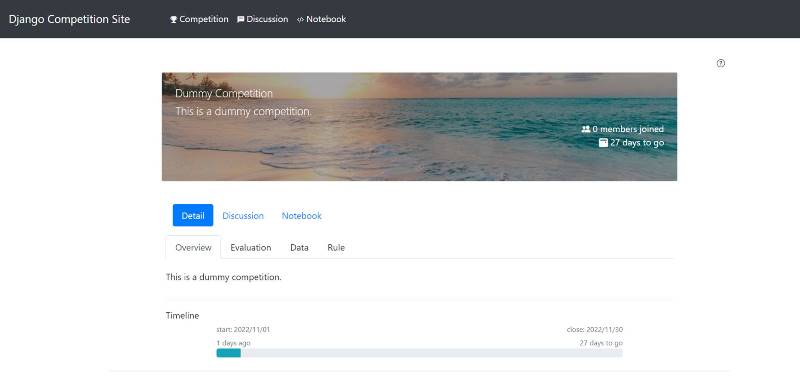 Django Competition Site
Competition Discussion Notebook
Dummy Competition
This is a dummy competition.
0 members joined
27 days to go
Detail Discussion Notebook
Overview Evaluation Data Rule
This is a dummy competition.
Timeline
start: 2022/11/01 close: 2022/11/30
1 days ago 27 days to go